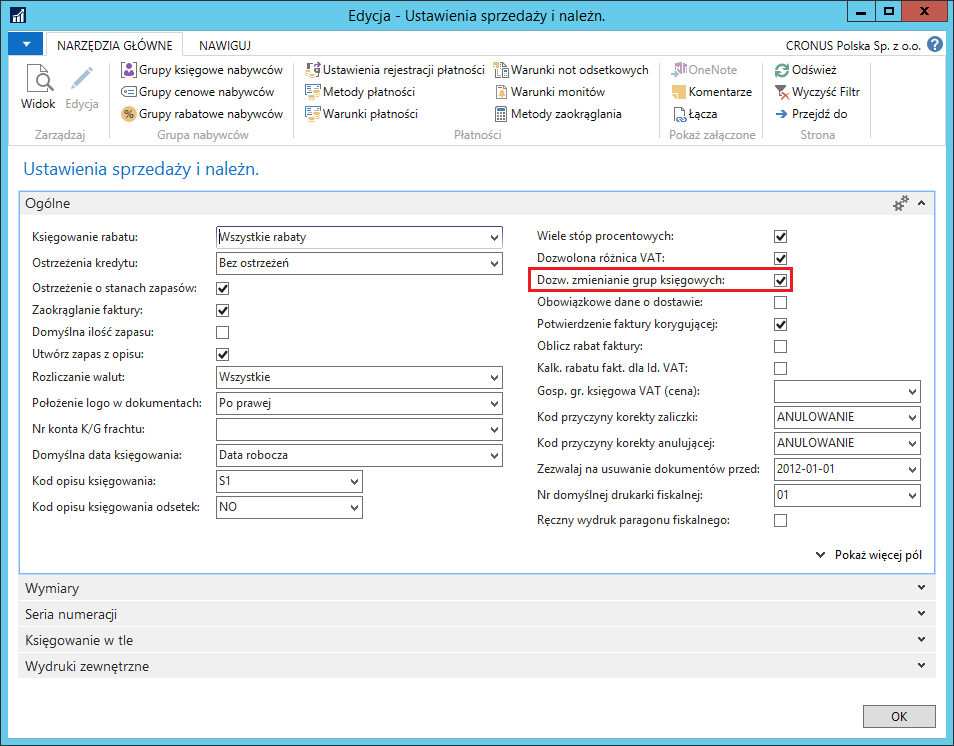 Edycja - Ustawienia sprzedaży i należn.
NARZĘDZIA GŁÓWNE
NAWIGUJ
CRONUS Polska Sp. z o.o.
Widok
Edycja
Zarządzaj
Grupy księgowe nabywców
Grupy cenowe nabywców
Grupy rabatowe nabywców
Grupa nabywców
Ustawienia rejestracji płatności
Metody płatności
Warunki płatności
Warunki not odsetkowych
Warunki monitów
Metody zaokrąglania
Płatności
OneNote
Komentarze
Łącza
Pokaż załączone
Odśwież
Wyczyść Filtr
Przejdź do
Strona
Ustawienia sprzedaży i należn.
Ogólne
Księgowanie rabatu: Wszystkie rabaty
Ostrzeżenia kredytu: Bez ostrzeżeń
Ostrzeżenie o stanach zapasów:
Zaokrąglanie faktury:
Domyślna ilość zapasu:
Utwórz zapas z opisu:
Rozliczanie walut: Wszystkie
Położenie logo w dokumentach: Po prawej
Nr konta K/G frachtu:
Domyślna data księgowania: Data robocza
Kod opisu księgowania: S1
Kod opisu księgowania odsetek: NO
Wiele stóp procentowych:
Dozwolona różnica VAT:
Dozw. zmienianie grup księgowych:
Obowiązkowe dane o dostawie:
Potwierdzenie faktury korygującej:
Oblicz rabat faktury:
Kalk. rabatu fakt. dla Id. VAT:
Gosp. gr. księgowa VAT (cena):
Kod przyczyny korekty zaliczki: ANULOWANIE
Kod przyczyny korekty anulującej: ANULOWANIE
Zezwalaj na usuwanie dokumentów przed: 2012-01-01
Nr domyślnej drukarki fiskalnej: 01
Ręczny wydruk paragonu fiskalnego:
Pokaż więcej pól
Wymiary
Seria numeracji
Księgowanie w tle
Wydruki zewnętrzne
OK